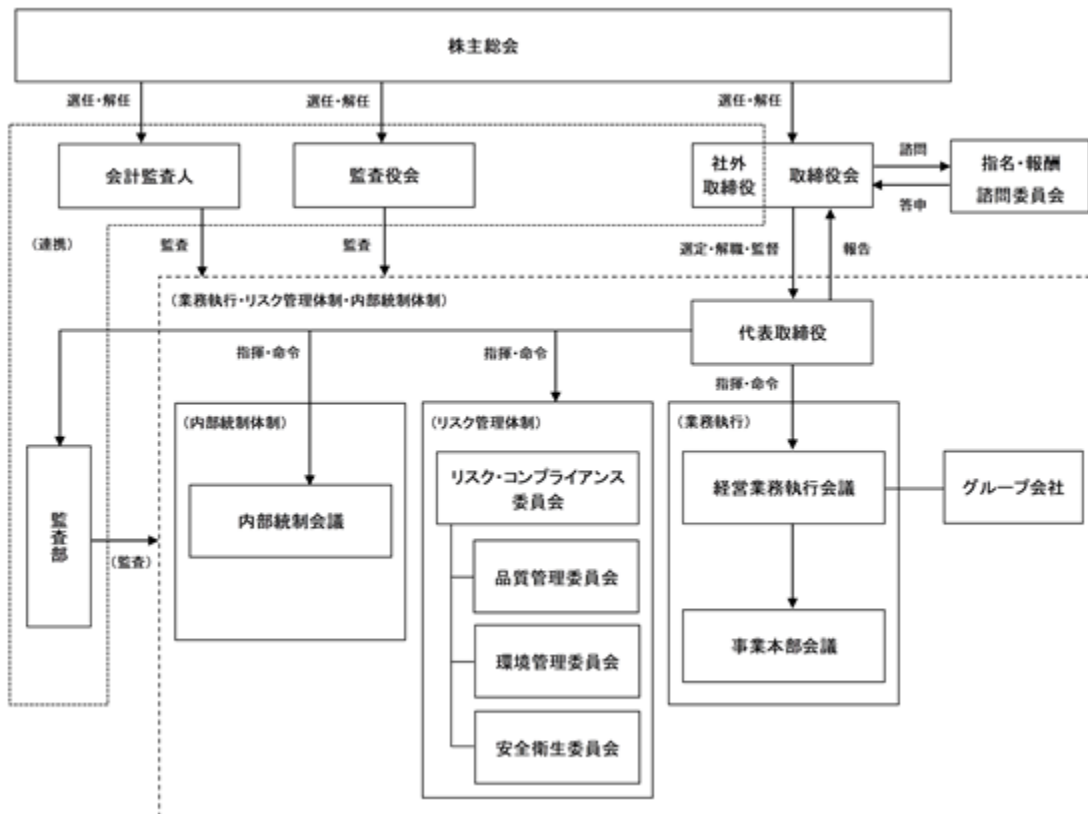 株主総会
選任・解任
選任・解任
選任・解任
会計監査人
監査役会
社外
取締役
取締役会
諮問
答申
指名・報酬
諮問委員会
(連携)
監査
監査
選定・解職・監督
報告
(業務執行・リスク管理体制・内部統制体制)
代表取締役
指揮・命令
指揮・命令
指揮・命令
(内部統制体制)
(リスク管理体制)
(業務執行)
監査部
(監査)
内部統制会議
リスク・コンプライアンス
委員会
品質管理委員会
環境管理委員会
安全衛生委員会
経営業務執行会議
グループ会社
事業本部会議